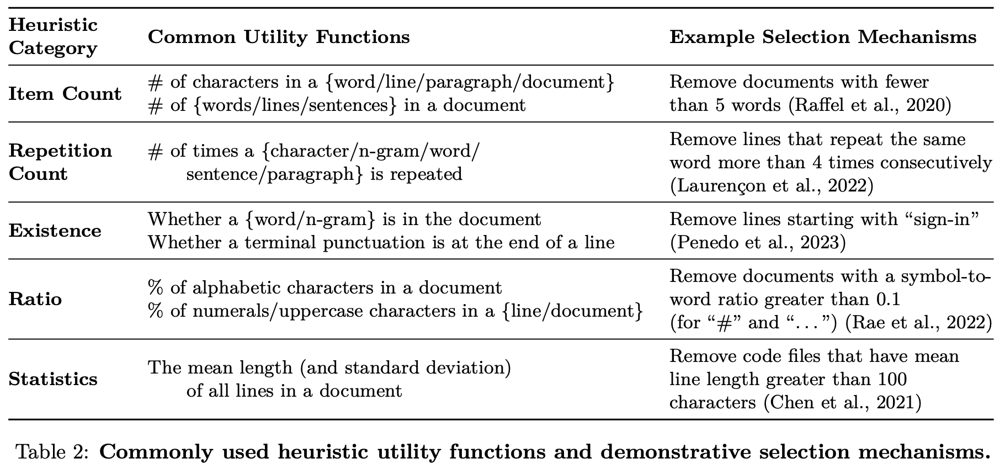 Heuristic
Category
Common Utility Functions
Example Selection Mechanisms
Item Count
# of characters in a {word/line/paragraph/document}
# of {words/lines/sentences} in a document
Remove documents with fewer
than 5 words (Raffel et al., 2020)
Repetition
Count
# of times a {character/n-gram/word/
sentence/paragraph} is repeated
Remove lines that repeat the same
word more than 4 times consecutively
(Laurençon et al., 2022)
Existence
Whether a {word/n-gram} is in the document
Whether a terminal punctuation is at the end of a line
Remove lines starting with “sign-in”
(Penedo et al., 2023)
Ratio
% of alphabetic characters in a document
% of numerals/uppercase characters in a {line/document}
Remove documents with a symbol-to-
word ratio greater than 0.1
(for “#” and “...”) (Rae et al., 2022)
Statistics
The mean length (and standard deviation)
of all lines in a document
Remove code files that have mean
line length greater than 100
characters (Chen et al., 2021)
Table 2: Commonly used heuristic utility functions and demonstrative selection mechanisms.